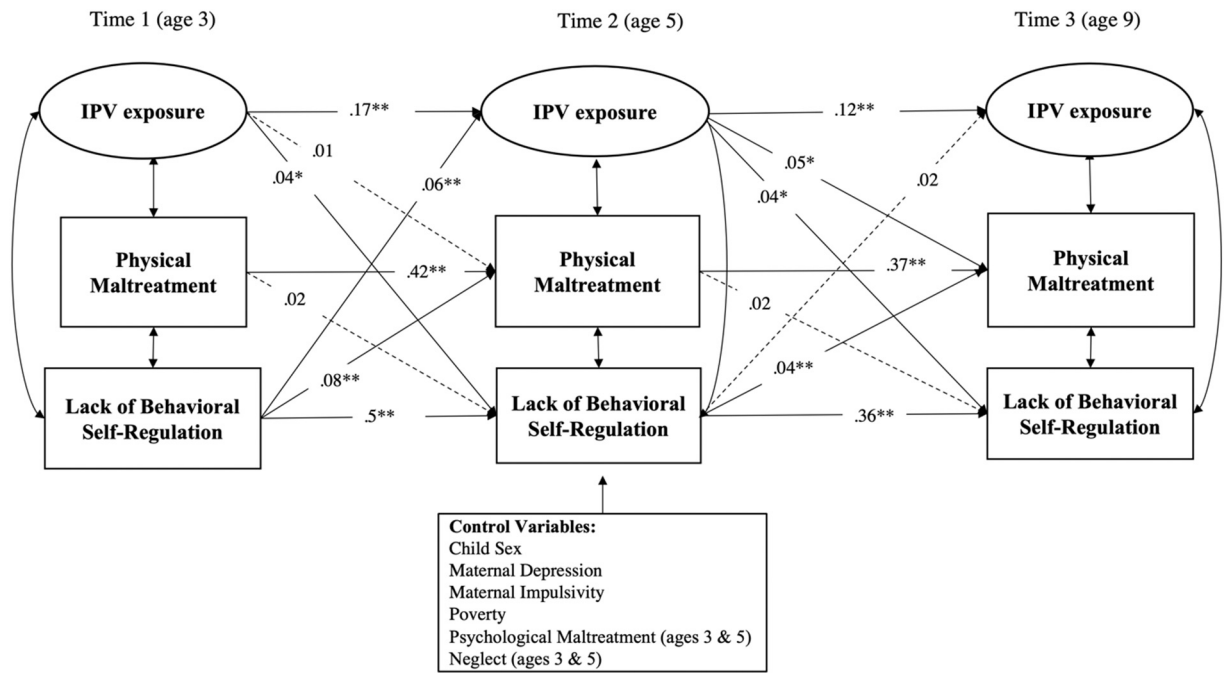 Time 1 (age 3)
Time 2 (age 5)
Time 3 (age 9)
IPV exposure
.17**
IPV exposure
.12**
IPV exposure
.01
.04*
.06**
.05*
.04*
.02
Physical
Maltreatment
.42**
Physical
Maltreatment
.37**
Physical
Maltreatment
.02
.02
.08**
.04**
Lack of Behavioral
Self-Regulation
.5**
Lack of Behavioral
Self-Regulation
.36**
Lack of Behavioral
Self-Regulation
Control Variables:
Child Sex
Maternal Depression
Maternal Impulsivity
Poverty
Psychological Maltreatment (ages 3 & 5)
Neglect (ages 3 & 5)